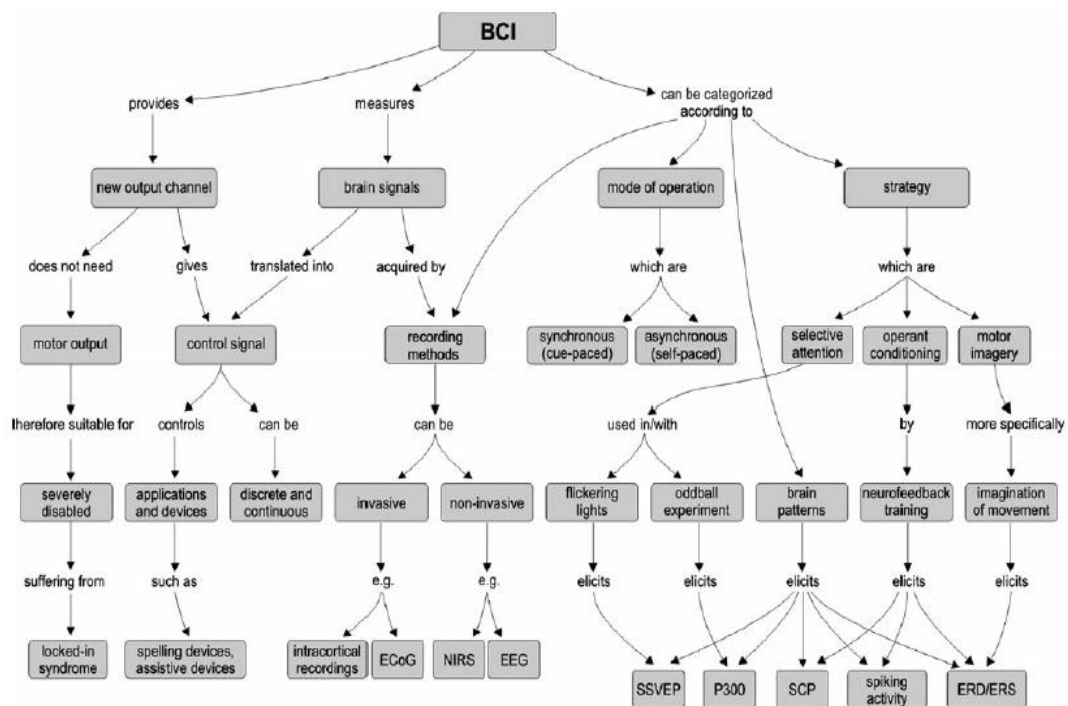 BCI
provides
measures
can be categorized
according to
new output channel
brain signals
mode of operation
strategy
does not need
gives
translated into
acquired by
which are
which are
motor output
control signal
recording
methods
synchronous
(cue-paced)
asynchronous
(self-paced)
selective
attention
operant
conditioning
motor
imagery
therefore suitable for
controls
can be
can be
used in/with
by
more specifically
severely
disabled
applications
and devices
discrete and
continuous
invasive
non-invasive
flickering
lights
oddball
experiment
brain
patterns
neurofeedback
training
imagination
of movement
suffering from
such as
e.g.
e.g.
elicits
elicits
elicits
elicits
elicits
locked-in
syndrome
spelling devices,
assistive devices
intracortical
recordings
ECoG
NIRS
EEG
SSVEP
P300
SCP
spiking
activity
ERD/ERS